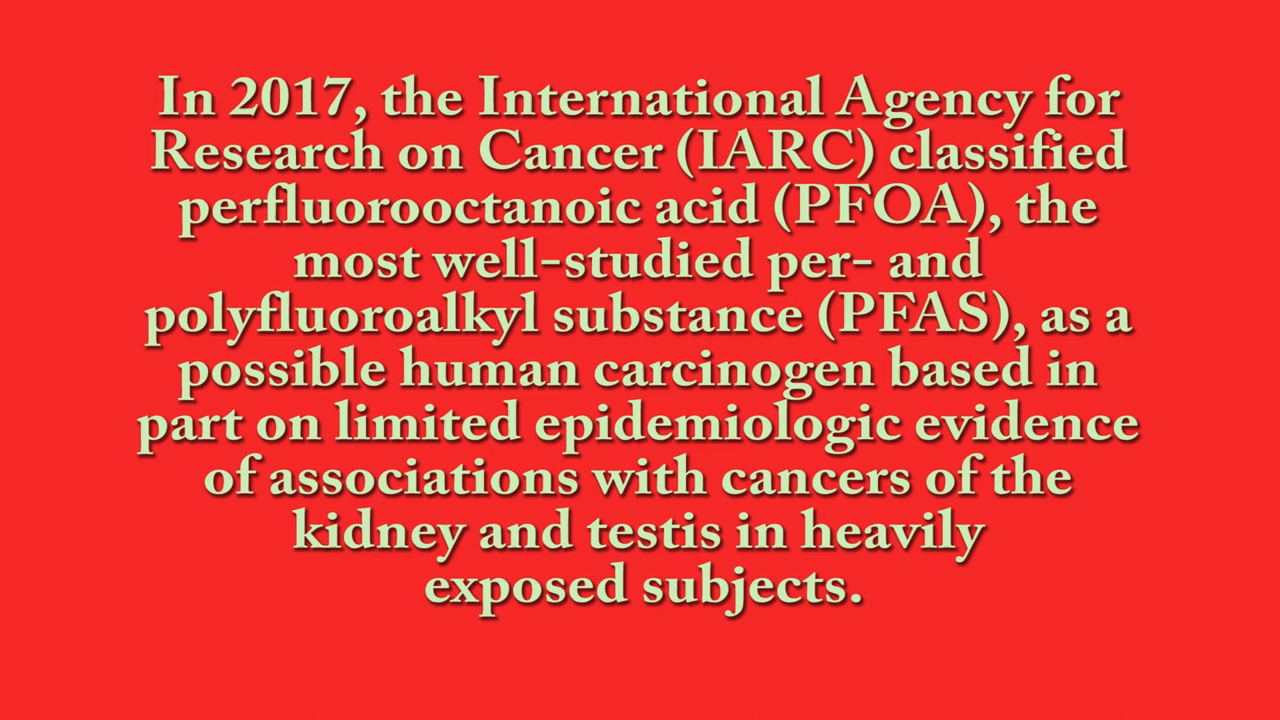 In 2017, the International Agency for
Research on Cancer (IARC) classified
perfluorooctanoic acid (PFOA), the
most well-studied per- and
polyfluoroalkyl substance (PFAS), as a
possible human carcinogen based in
part on limited epidemiologic evidence
of associations with cancers of the
kidney and testis in heavily
exposed subjects.